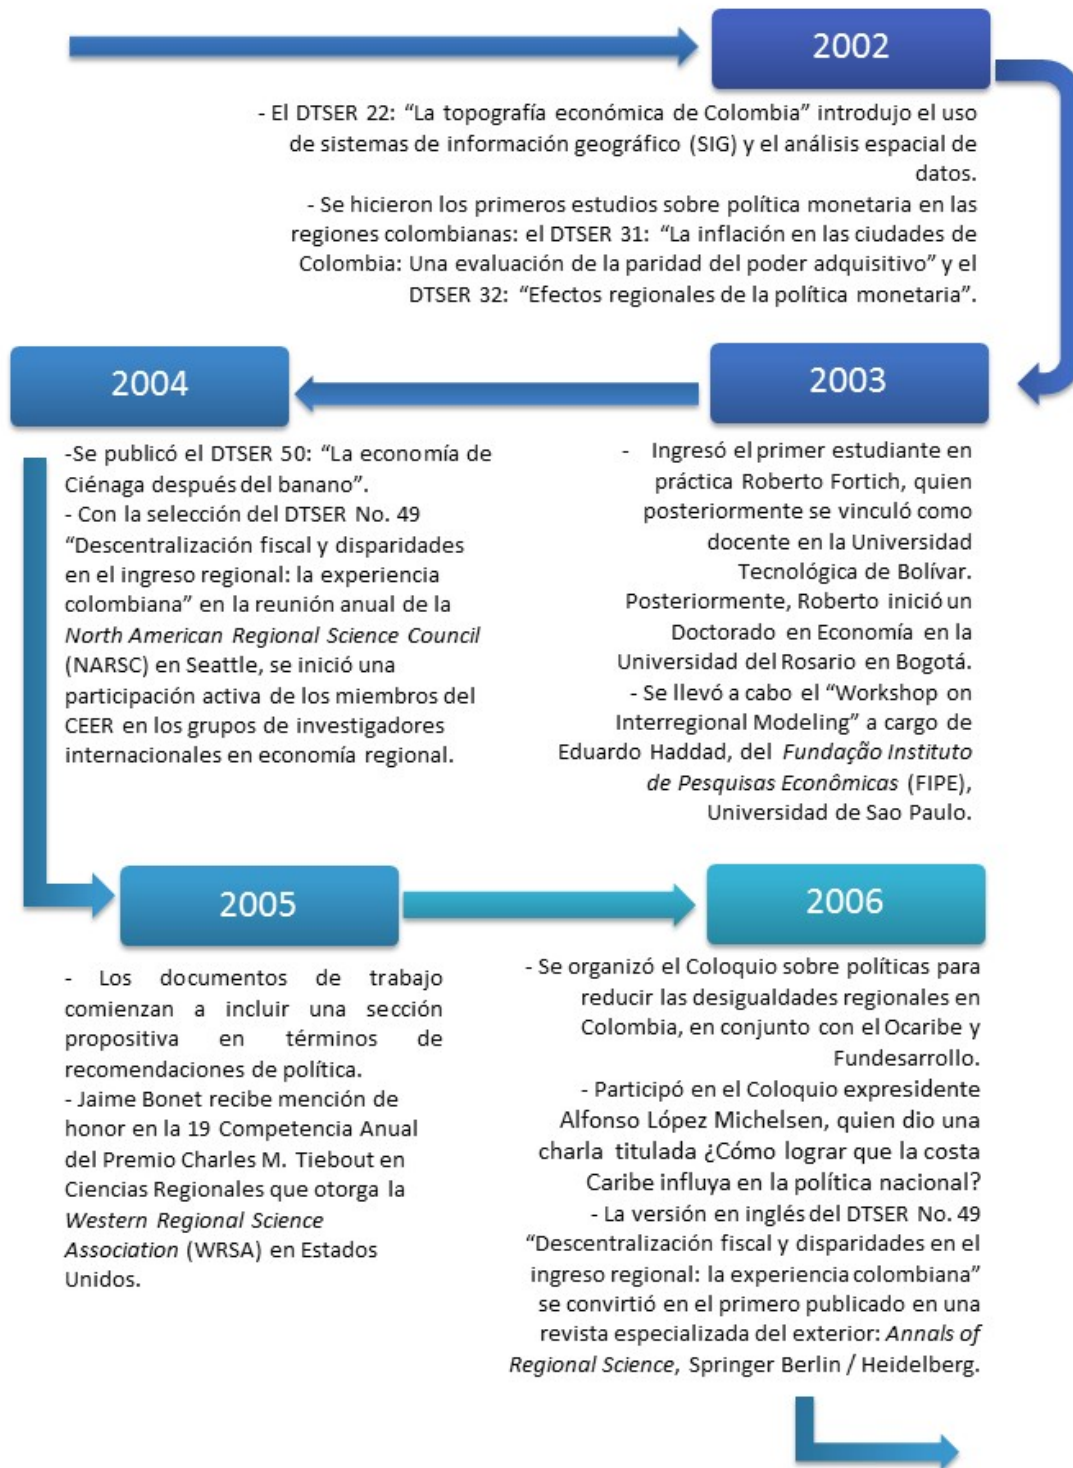 2002
- El DTSER 22: “La topografía económica de Colombia” introdujo el uso
de sistemas de información geográfico (SIG) y el análisis espacial de
datos.
- Se hicieron los primeros estudios sobre política monetaria en las
regiones colombianas: el DTSER 31: “La inflación en las ciudades de
Colombia: Una evaluación de la paridad del poder adquisitivo” y el
DTSER 32: “Efectos regionales de la política monetaria”.
2003
- Ingresó el primer estudiante en
práctica Roberto Fortich, quien
posteriormente se vinculó como
docente en la Universidad
Tecnológica de Bolívar.
Posteriormente, Roberto inició un
Doctorado en Economía en la
Universidad del Rosario en Bogotá.
- Se llevó a cabo el “Workshop on
Interregional Modeling” a cargo de
Eduardo Haddad, del Fundação Instituto
de Pesquisas Econômicas (FIPE),
Universidad de Sao Paulo.
2004
-Se publicó el DTSER 50: “La economía de
Ciénaga después del banano”.
- Con la selección del DTSER No. 49
“Descentralización fiscal y disparidades
en el ingreso regional: la experiencia
colombiana” en la reunión anual de la
North American Regional Science Council
(NARSC) en Seattle, se inició una
participación activa de los miembros del
CEER en los grupos de investigadores
internacionales en economía regional.
2005
- Los documentos de trabajo
comienzan a incluir una sección
propositiva en términos de
recomendaciones de política.
- Jaime Bonet recibe mención de
honor en la 19 Competencia Anual
del Premio Charles M. Tiebout en
Ciencias Regionales que otorga la
Western Regional Science
Association (WRSA) en Estados
Unidos.
2006
- Se organizó el Coloquio sobre políticas para
reducir las desigualdades regionales en
Colombia, en conjunto con el Ocaribe y
Fundesarrollo.
- Participó en el Coloquio expresidente
Alfonso López Michelsen, quien dio una
charla titulada ¿Cómo lograr que la costa
Caribe influya en la política nacional?
- La versión en inglés del DTSER No. 49
“Descentralización fiscal y disparidades en el
ingreso regional: la experiencia colombiana”
se convirtió en el primero publicado en una
revista especializada del exterior: Annals of
Regional Science, Springer Berlin / Heidelberg.